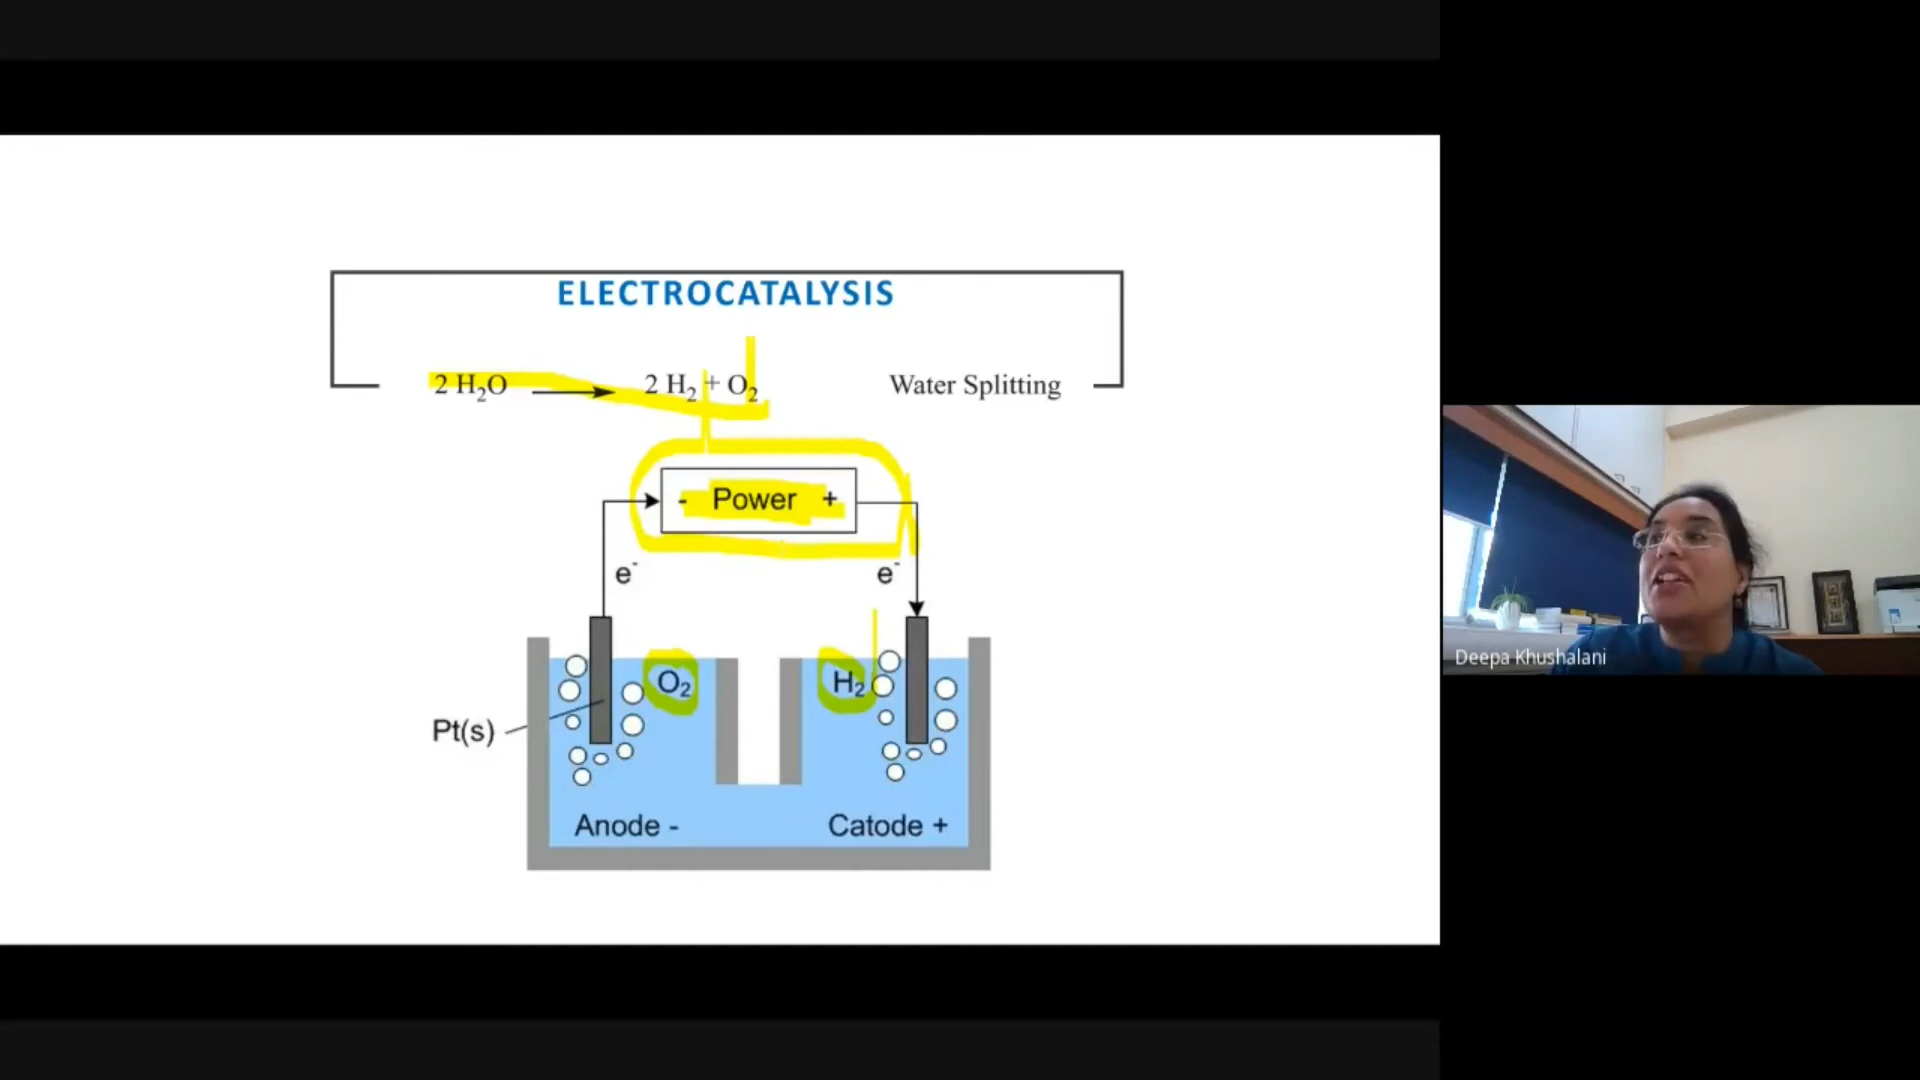 ELECTROCATALYSIS
2 H₂O ⟶ 2 H₂ + O₂ Water Splitting
- Power +
e⁻ e⁻
O₂ H₂
Pt(s)
Anode - Catode +
Deepa Khushalani